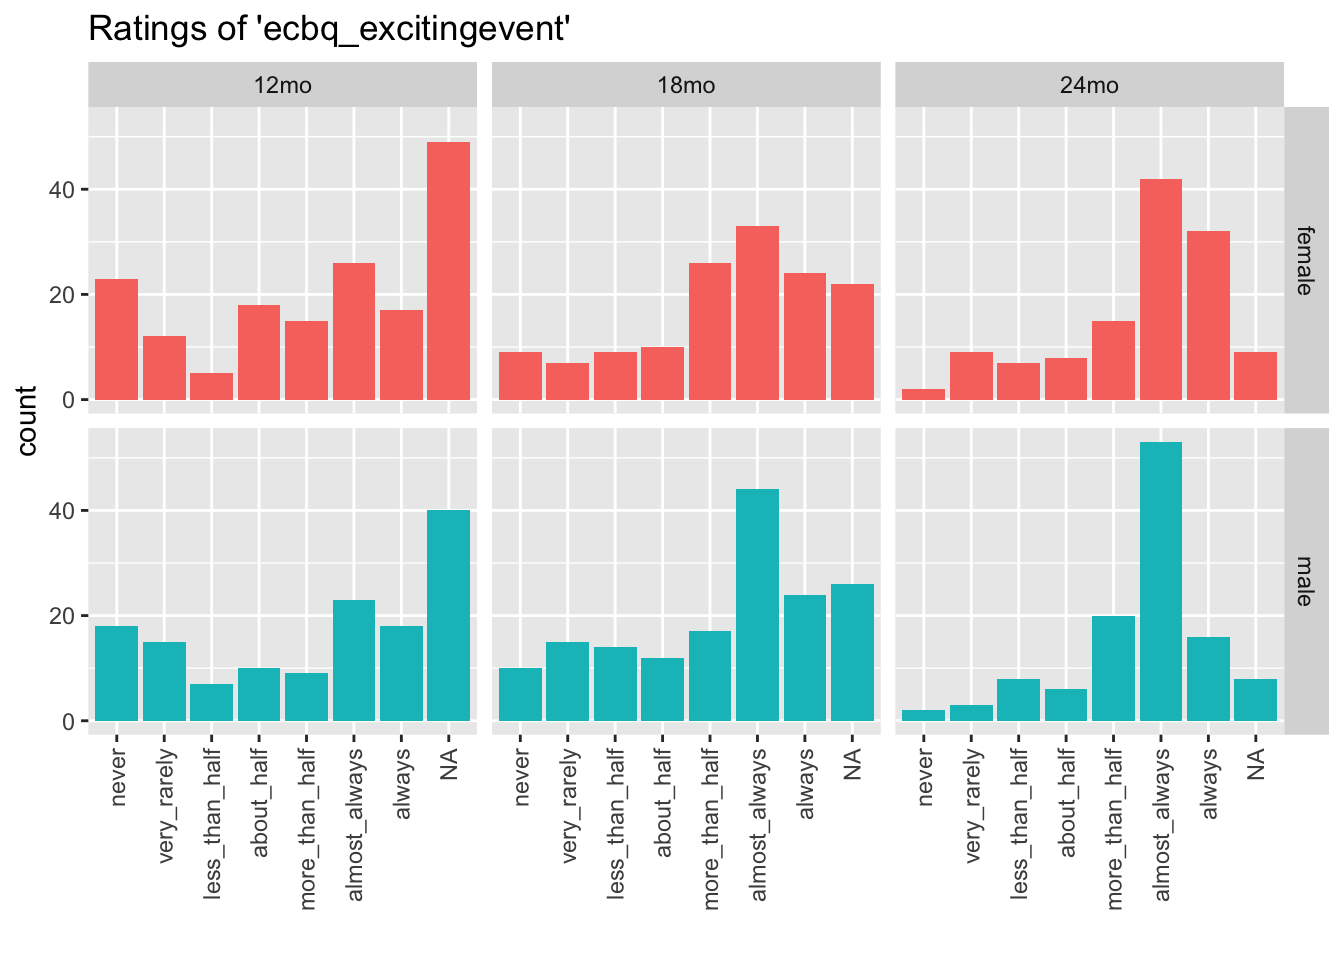 Ratings of 'ecbq_excitingevent'
12mo 18mo 24mo
40
20
0
female
count
40
20
0
male
never very_rarely less_than_half about_half more_than_half almost_always always NA never very_rarely less_than_half about_half more_than_half almost_always always NA never very_rarely less_than_half about_half more_than_half almost_always always NA